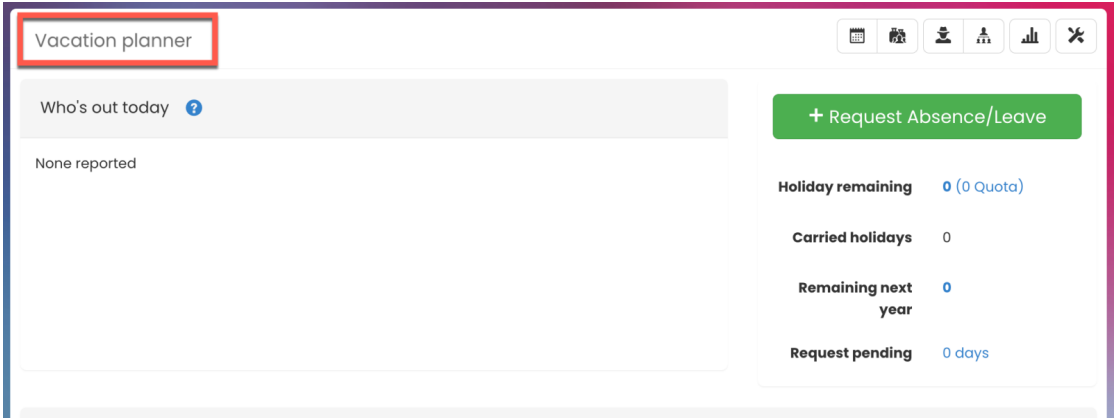 Vacation planner
Who's out today
None reported
+ Request Absence/Leave
Holiday remaining 0 (0 Quota)
Carried holidays 0
Remaining next year 0
Request pending 0 days